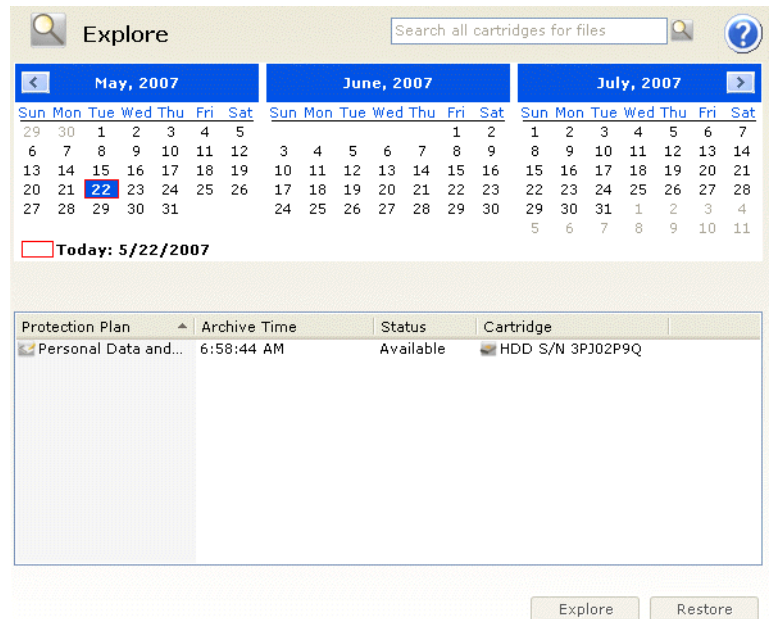 Explore
Search all cartridges for files
May, 2007 June, 2007 July, 2007
Sun Mon Tue Wed Thu Fri Sat Sun Mon Tue Wed Thu Fri Sat Sun Mon Tue Wed Thu Fri Sat
29 30 1 2 3 4 5 1 2 1 2 3 4 5 6 7
6 7 8 9 10 11 12 3 4 5 6 7 8 9 8 9 10 11 12 13 14
13 14 15 16 17 18 19 10 11 12 13 14 15 16 15 16 17 18 19 20 21
20 21 22 23 24 25 26 17 18 19 20 21 22 23 22 23 24 25 26 27 28
27 28 29 30 31 24 25 26 27 28 29 30 29 30 31 1 2 3 4
5 6 7 8 9 10 11
Today: 5/22/2007
Protection Plan Archive Time Status Cartridge
Personal Data and... 6:58:44 AM Available HDD S/N 3PJ02P9Q
Explore Restore